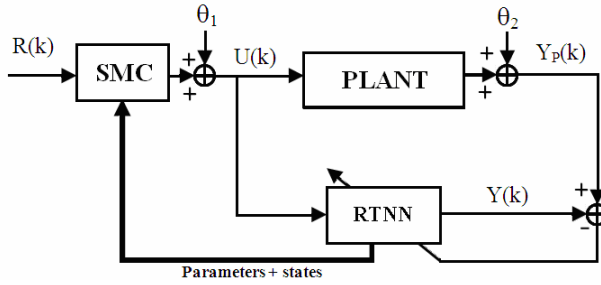 θ1
θ2
R(k)
SMC
+
+
U(k)
PLANT
+
+
YP(k)
RTNN
Y(k)
+
-
Parameters + states